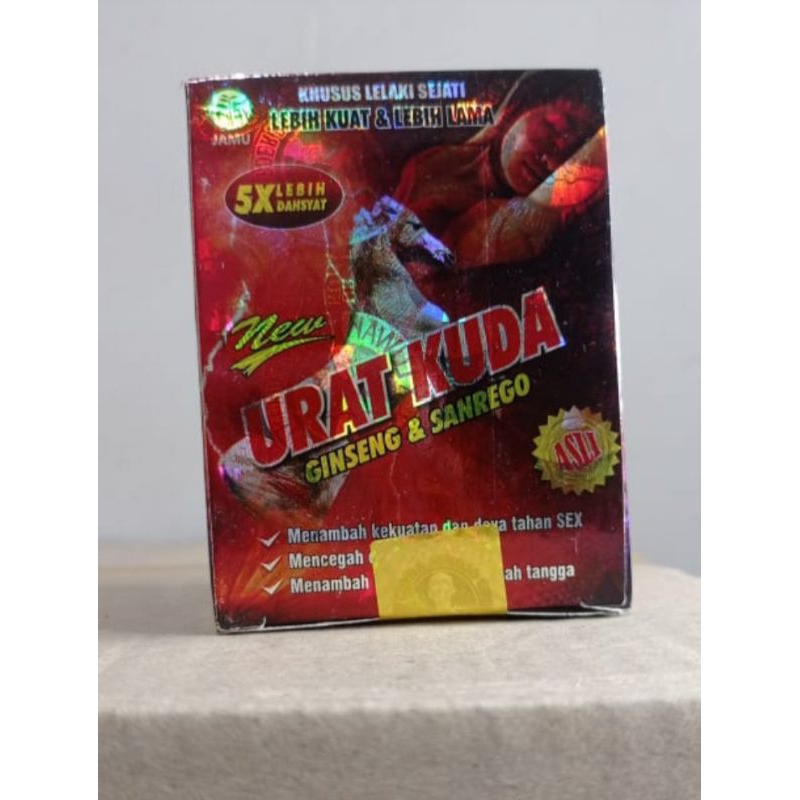 KHUSUS LELAKI SEJATI
LEBIH KUAT & LEBIH LAMA
JAMU
5X LEBIH
DAHSYAT
New
URAT KUDA
GINSENG & SANREGO
ASLI
Menambah kekuatan dan daya tahan SEX
Mencegah
Menambah ah tangga